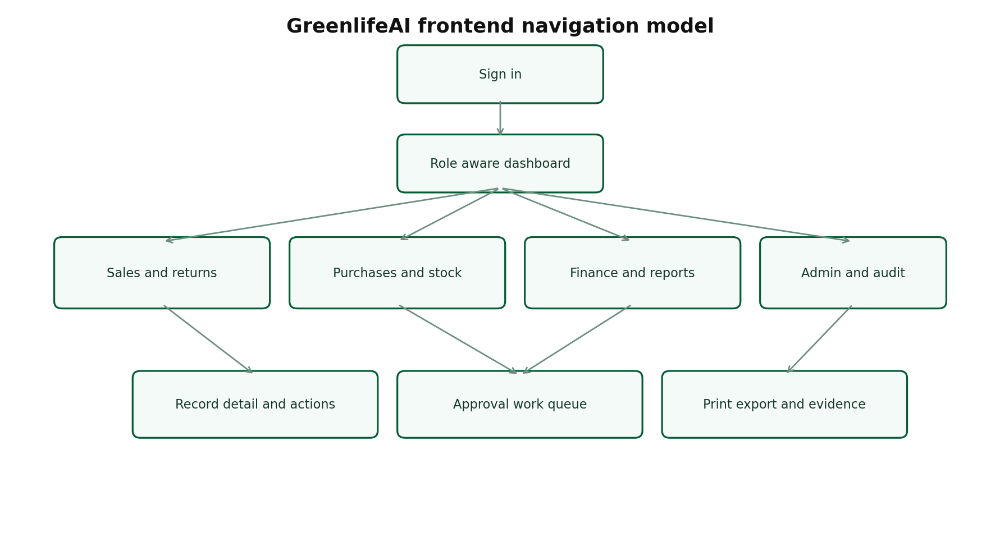 GreenlifeAI frontend navigation model
Sign in
Role aware dashboard
Sales and returns
Purchases and stock
Finance and reports
Admin and audit
Record detail and actions
Approval work queue
Print export and evidence